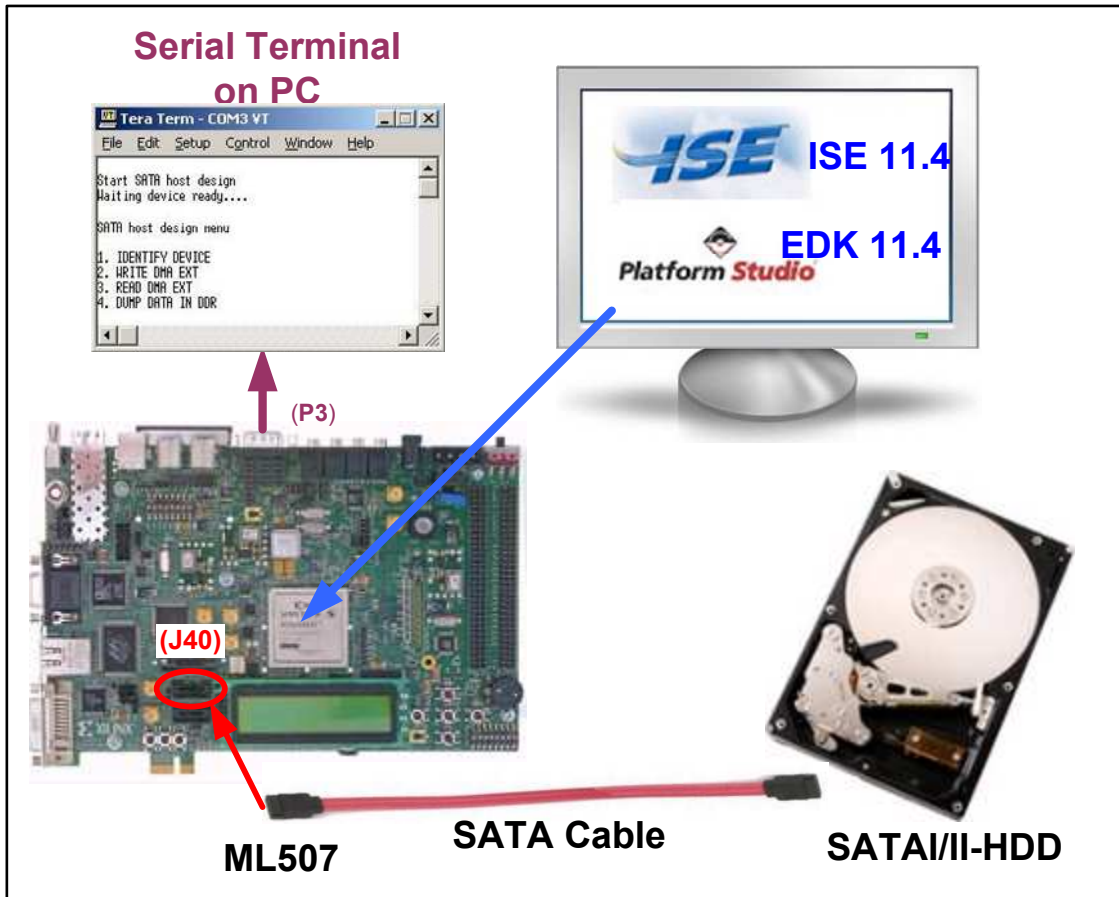 Serial Terminal
on PC
Tera Term - COM3 VT
File Edit Setup Control Window Help
Start SATA host design
Waiting device ready....
SATA host design menu
1. IDENTIFY DEVICE
2. WRITE DMA EXT
3. READ DMA EXT
4. DUMP DATA IN DDR
ISE
ISE 11.4
EDK 11.4
Platform Studio
(P3)
(J40)
XILINX
ML507
SATA Cable
SATAI/II-HDD